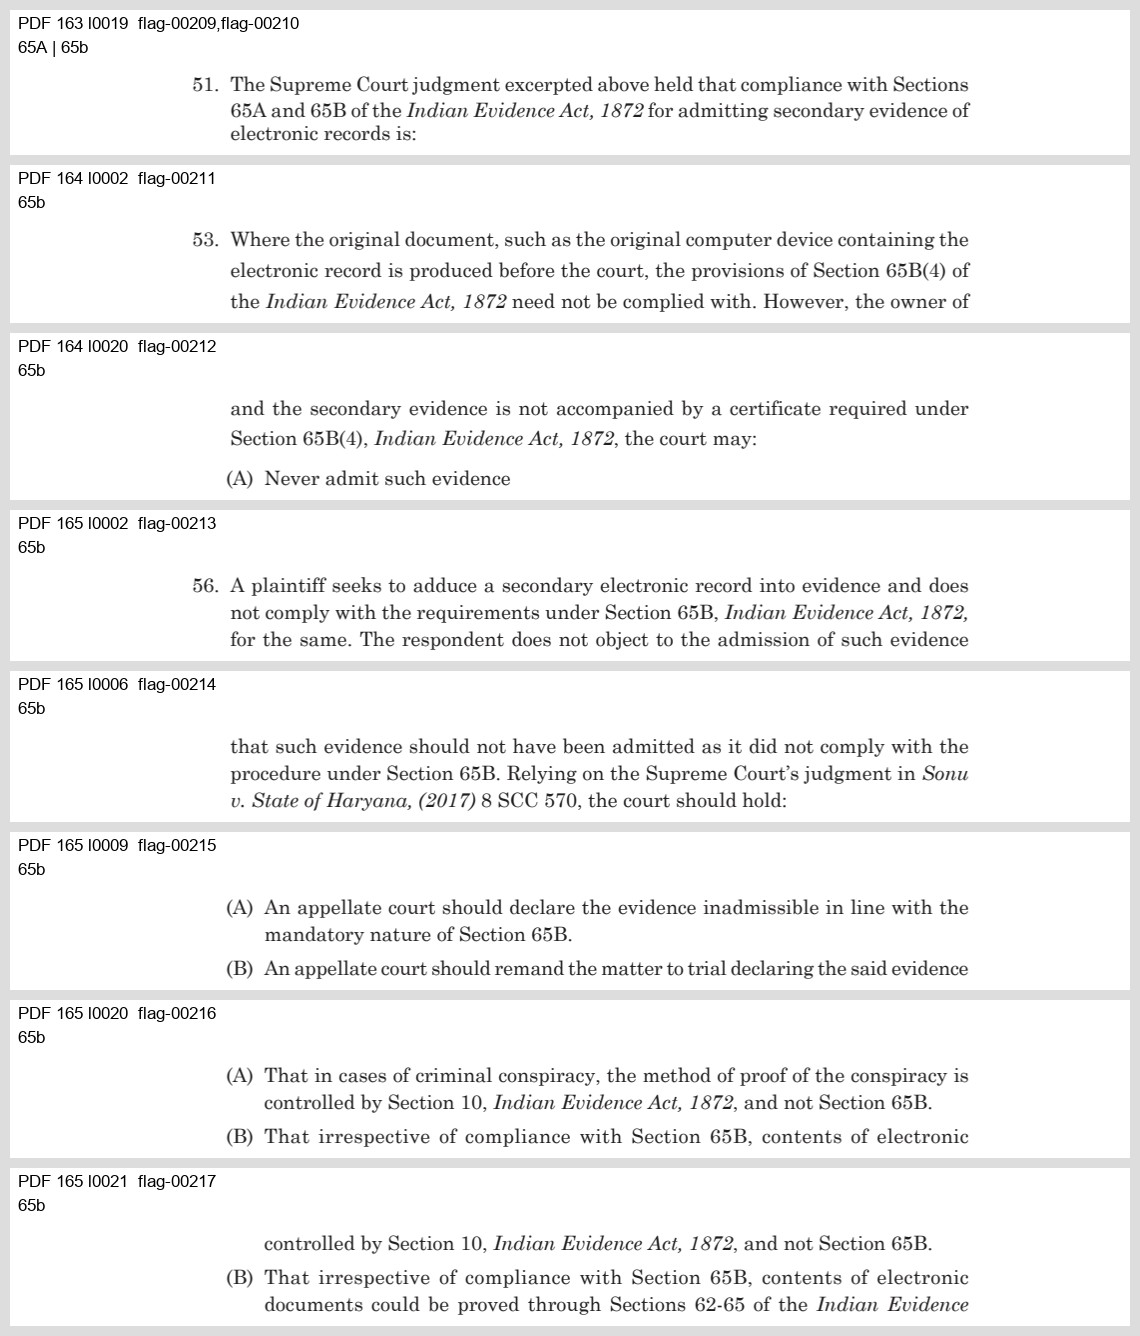 PDF 163 l0019 flag-00209,flag-00210
65A | 65b
51. The Supreme Court judgment excerpted above held that compliance with Sections
65A and 65B of the Indian Evidence Act, 1872 for admitting secondary evidence of
electronic records is:
PDF 164 l0002 flag-00211
65b
53. Where the original document, such as the original computer device containing the
electronic record is produced before the court, the provisions of Section 65B(4) of
the Indian Evidence Act, 1872 need not be complied with. However, the owner of
PDF 164 l0020 flag-00212
65b
and the secondary evidence is not accompanied by a certificate required under
Section 65B(4), Indian Evidence Act, 1872, the court may:
(A) Never admit such evidence
PDF 165 l0002 flag-00213
65b
56. A plaintiff seeks to adduce a secondary electronic record into evidence and does
not comply with the requirements under Section 65B, Indian Evidence Act, 1872,
for the same. The respondent does not object to the admission of such evidence
PDF 165 l0006 flag-00214
65b
that such evidence should not have been admitted as it did not comply with the
procedure under Section 65B. Relying on the Supreme Court's judgment in Sonu
v. State of Haryana, (2017) 8 SCC 570, the court should hold:
PDF 165 l0009 flag-00215
65b
(A) An appellate court should declare the evidence inadmissible in line with the
mandatory nature of Section 65B.
(B) An appellate court should remand the matter to trial declaring the said evidence
PDF 165 l0020 flag-00216
65b
(A) That in cases of criminal conspiracy, the method of proof of the conspiracy is
controlled by Section 10, Indian Evidence Act, 1872, and not Section 65B.
(B) That irrespective of compliance with Section 65B, contents of electronic
PDF 165 l0021 flag-00217
65b
controlled by Section 10, Indian Evidence Act, 1872, and not Section 65B.
(B) That irrespective of compliance with Section 65B, contents of electronic
documents could be proved through Sections 62-65 of the Indian Evidence